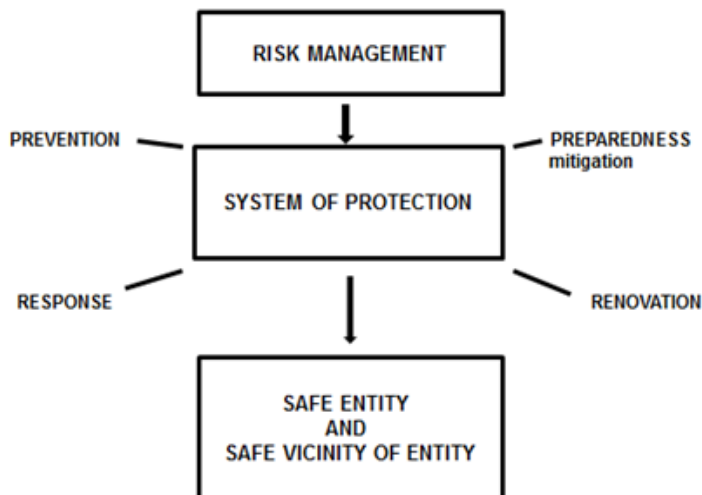 RISK MANAGEMENT
PREVENTION
PREPAREDNESS
mitigation
SYSTEM OF PROTECTION
RESPONSE
RENOVATION
SAFE ENTITY
AND
SAFE VICINITY OF ENTITY